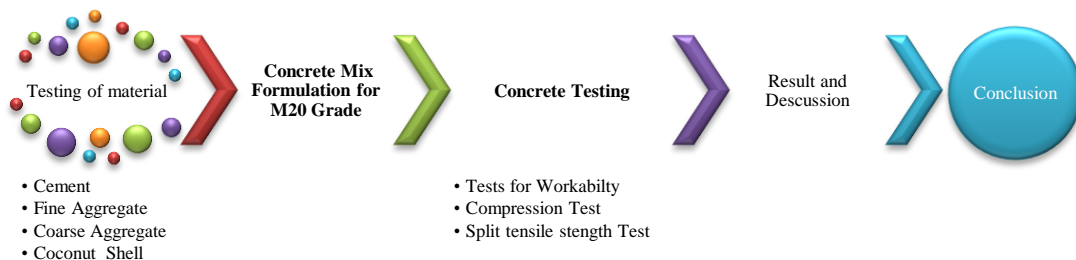 Testing of material
Concrete Mix
Formulation for
M20 Grade
Concrete Testing
Result and
Descussion
Conclusion
• Cement
• Fine Aggregate
• Coarse Aggregate
• Coconut Shell
• Tests for Workabilty
• Compression Test
• Split tensile stength Test